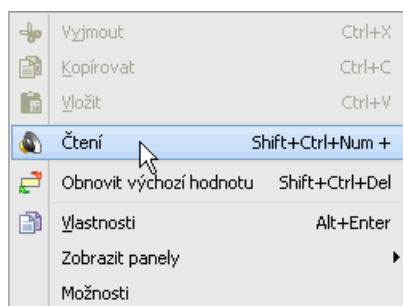 Vyjmout Ctrl+X
Kopírovat Ctrl+C
Vložit Ctrl+V
Čtení Shift+Ctrl+Num +
Obnovit výchozí hodnotu Shift+Ctrl+Del
Vlastnosti Alt+Enter
Zobrazit panely
Možnosti